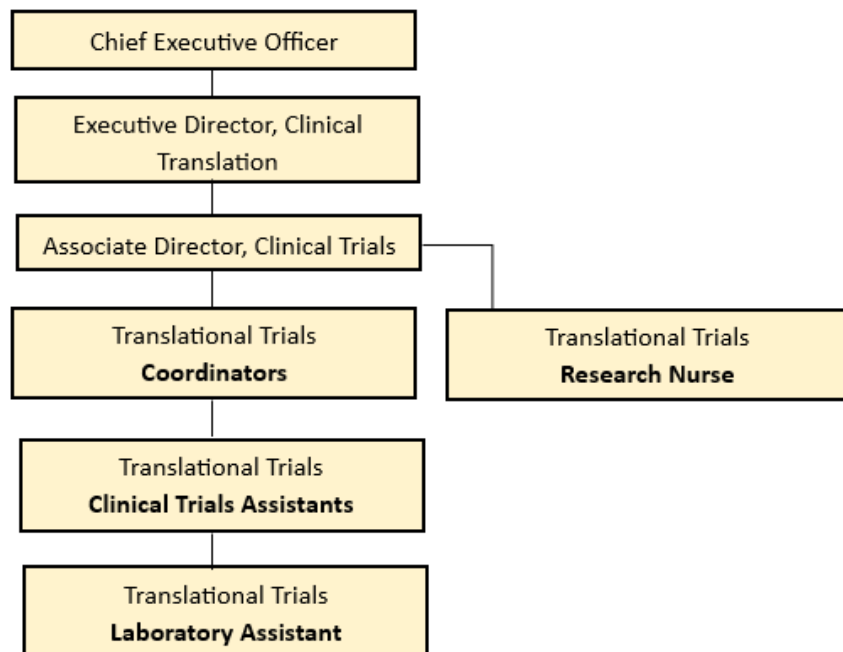 Chief Executive Officer
Executive Director, Clinical
Translation
Associate Director, Clinical Trials
Translational Trials
Coordinators
Translational Trials
Research Nurse
Translational Trials
Clinical Trials Assistants
Translational Trials
Laboratory Assistant